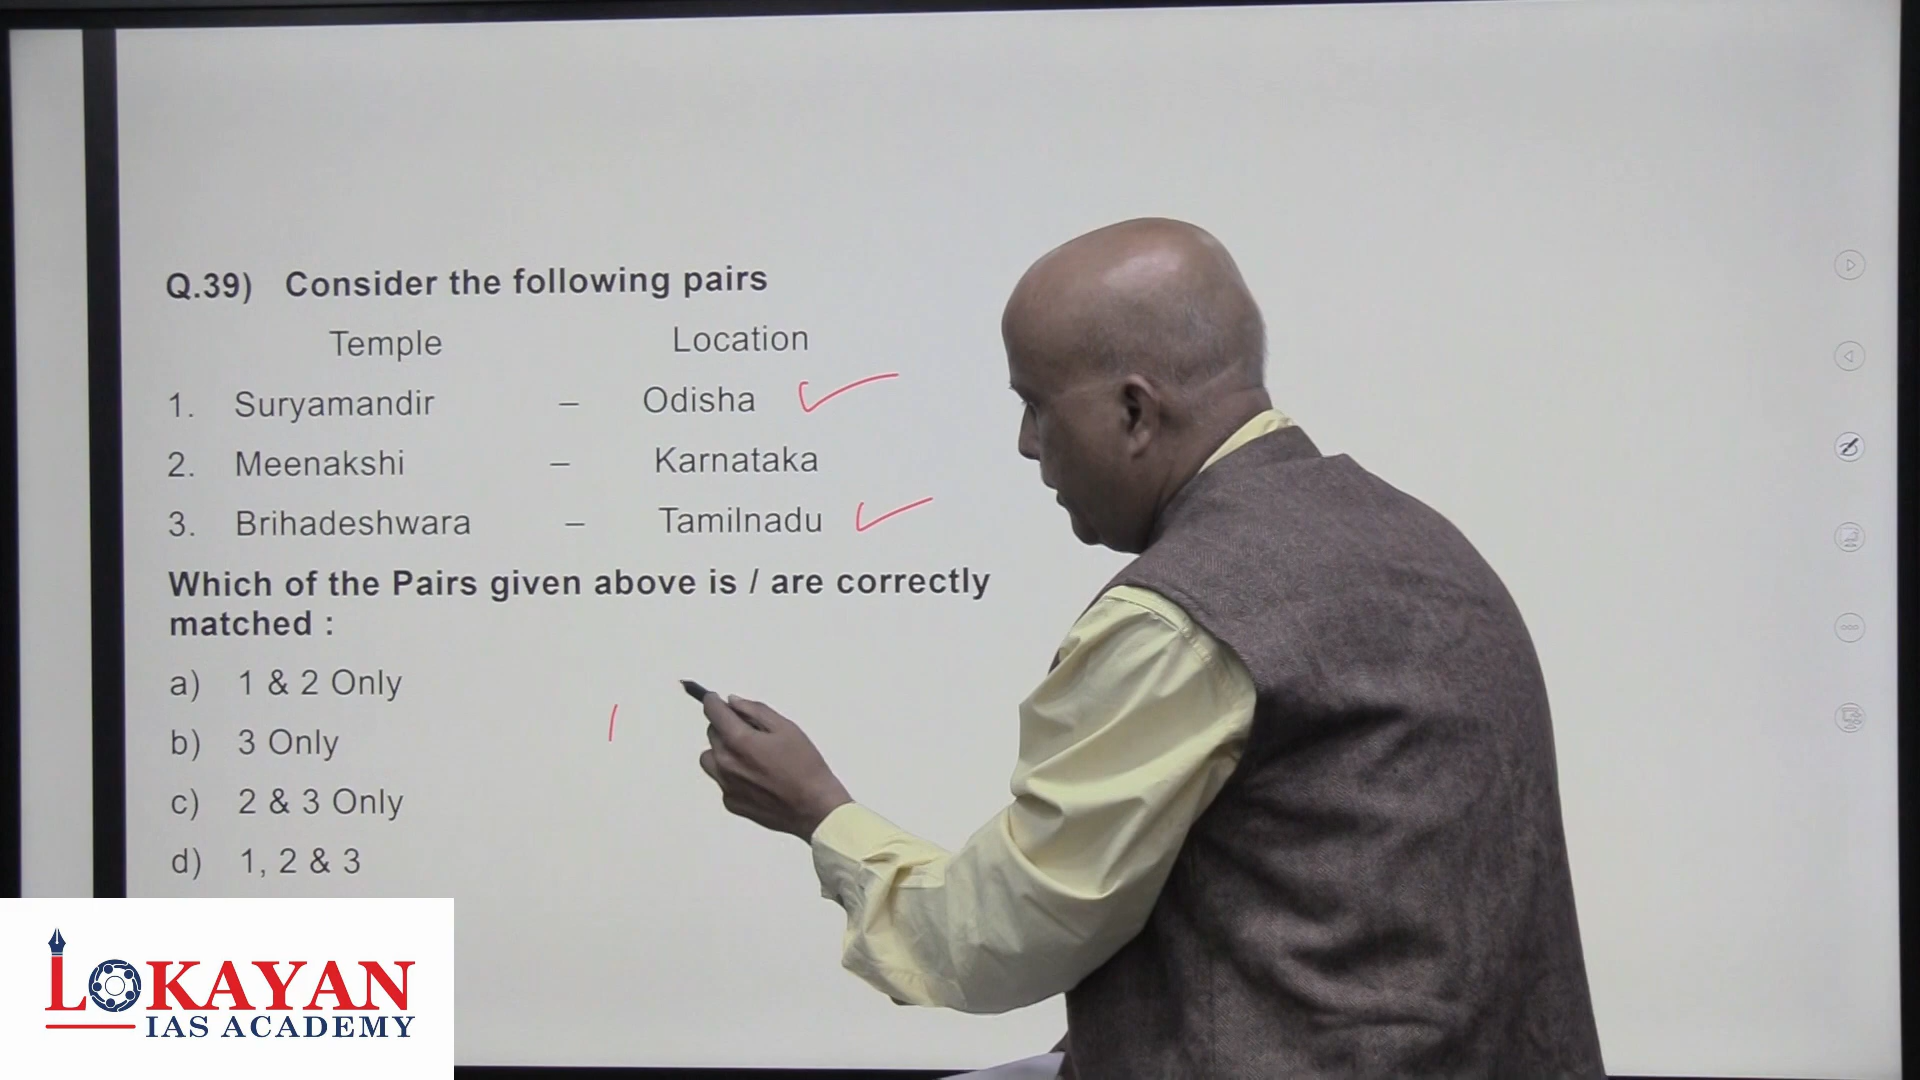 Q.39) Consider the following pairs
Temple Location
1. Suryamandir – Odisha
2. Meenakshi – Karnataka
3. Brihadeshwara – Tamilnadu
Which of the Pairs given above is / are correctly
matched :
a) 1 & 2 Only
b) 3 Only
c) 2 & 3 Only
d) 1, 2 & 3
LOKAYAN
IAS ACADEMY